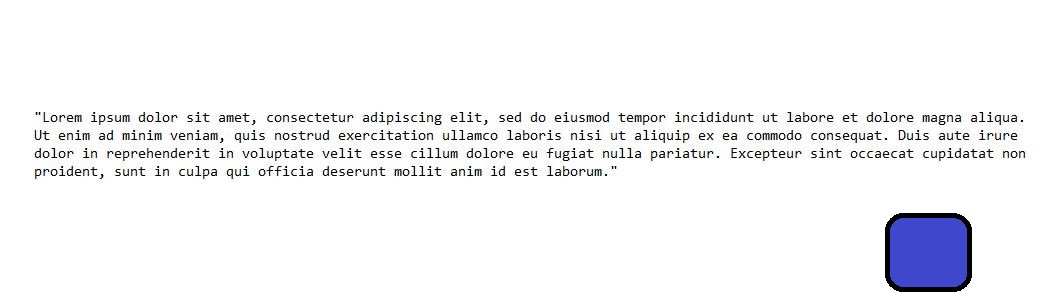 "Lorem ipsum dolor sit amet, consectetur adipiscing elit, sed do eiusmod tempor incididunt ut labore et dolore magna aliqua.
Ut enim ad minim veniam, quis nostrud exercitation ullamco laboris nisi ut aliquip ex ea commodo consequat. Duis aute irure
dolor in reprehenderit in voluptate velit esse cillum dolore eu fugiat nulla pariatur. Excepteur sint occaecat cupidatat non
proident, sunt in culpa qui officia deserunt mollit anim id est laborum."